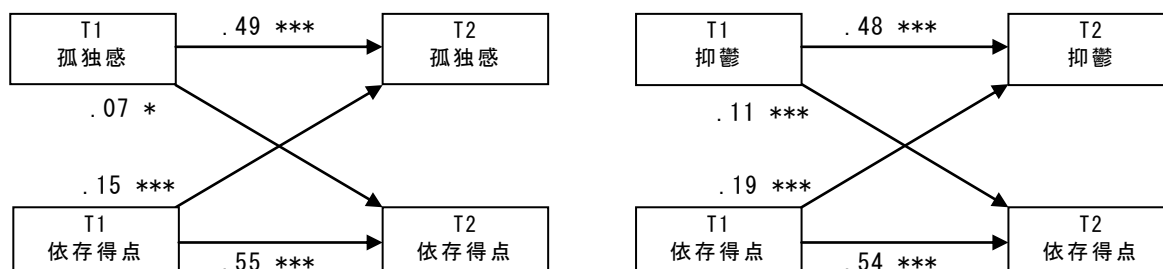 T1
孤独感
.49 ***
T2
孤独感
.07 *
.15 ***
T1
依存得点
.55 ***
T2
依存得点
T1
抑鬱
.48 ***
T2
抑鬱
.11 ***
.19 ***
T1
依存得点
.54 ***
T2
依存得点